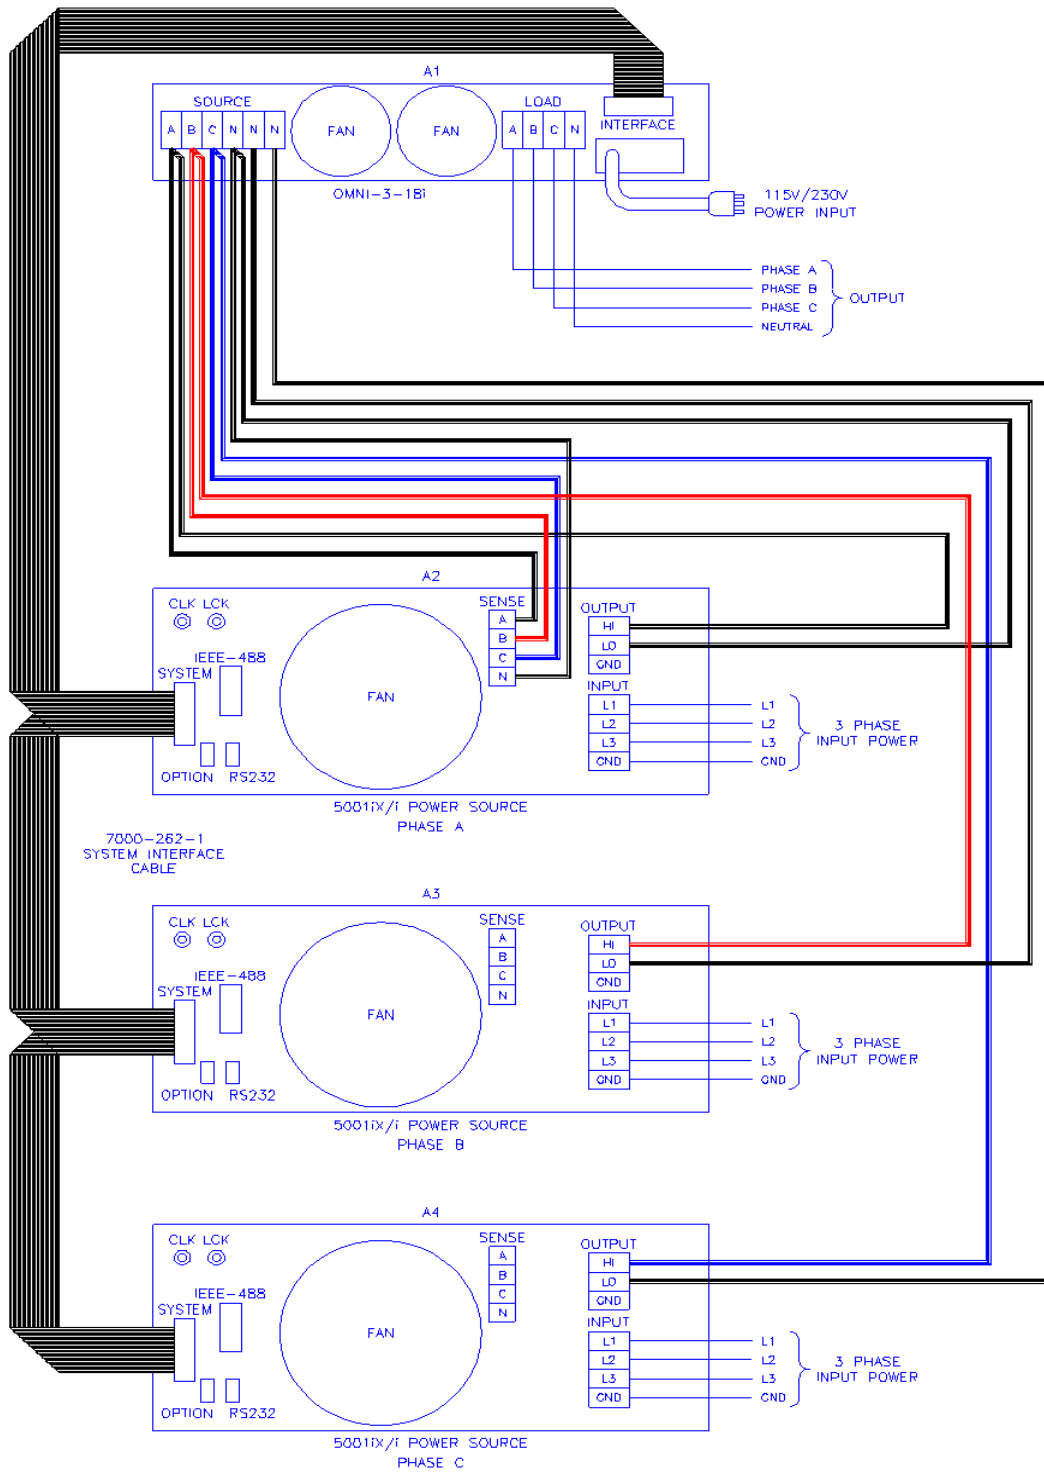 A1
SOURCE
A B C N N N
FAN
FAN
LOAD
A B C N
INTERFACE
OMNI-3-18i
115V/230V
POWER INPUT
PHASE A
PHASE B
PHASE C
NEUTRAL
OUTPUT
A2
CLK LCK
IEEE-488
SYSTEM
OPTION RS232
FAN
SENSE
A
B
C
N
OUTPUT
HI
LO
GND
INPUT
L1
L2
L3
GND
L1
L2
L3
GND
3 PHASE
INPUT POWER
5001iX/i POWER SOURCE
PHASE A
7000-262-1
SYSTEM INTERFACE
CABLE
A3
CLK LCK
IEEE-488
SYSTEM
OPTION RS232
FAN
SENSE
A
B
C
N
OUTPUT
HI
LO
GND
INPUT
L1
L2
L3
GND
L1
L2
L3
GND
3 PHASE
INPUT POWER
5001iX/i POWER SOURCE
PHASE B
A4
CLK LCK
IEEE-488
SYSTEM
OPTION RS232
FAN
SENSE
A
B
C
N
OUTPUT
HI
LO
GND
INPUT
L1
L2
L3
GND
L1
L2
L3
GND
3 PHASE
INPUT POWER
5001iX/i POWER SOURCE
PHASE C